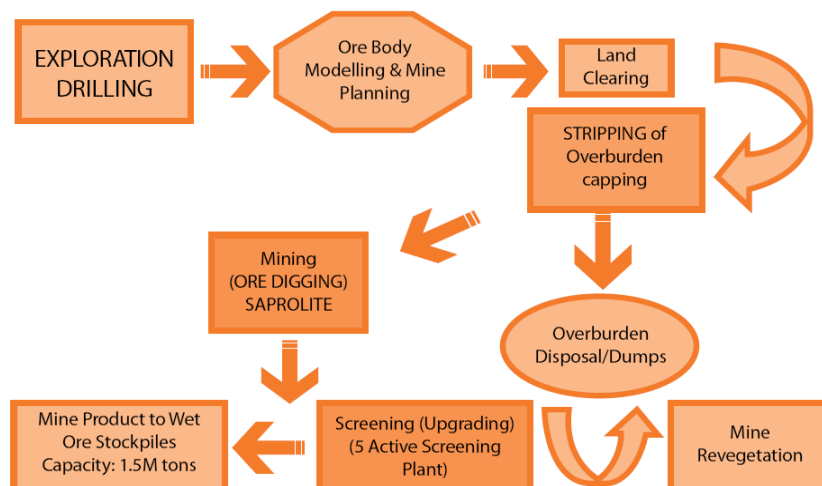 EXPLORATION
DRILLING
Ore Body
Modelling & Mine
Planning
Land
Clearing
STRIPPING of
Overburden
capping
Mining
(ORE DIGGING)
SAPROLITE
Overburden
Disposal/Dumps
Mine Product to Wet
Ore Stockpiles
Capacity: 1.5M tons
Screening (Upgrading)
(5 Active Screening
Plant)
Mine
Revegetation